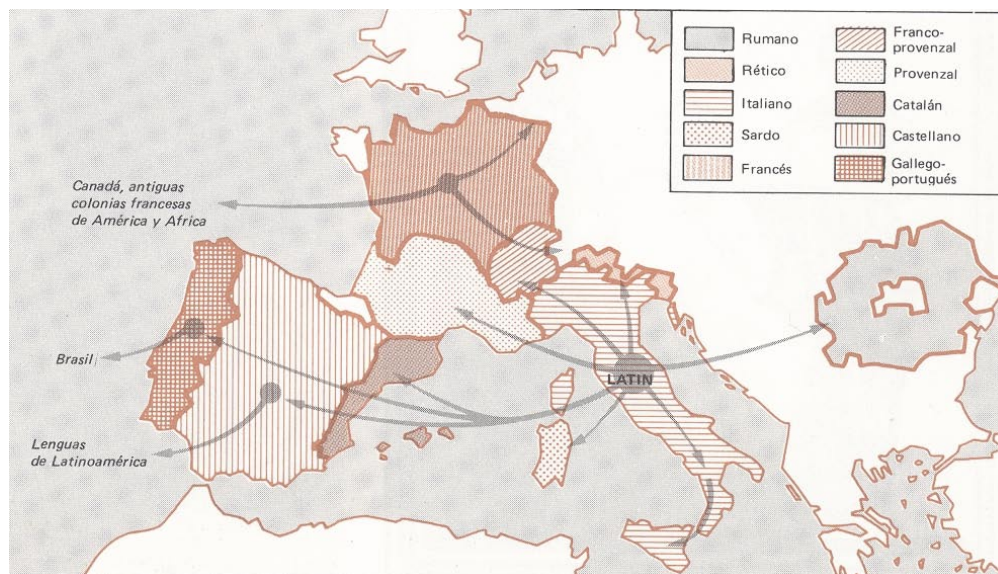 Rumano
Rético
Italiano
Sardo
Francés
Franco-
provenzal
Provenzal
Catalán
Castellano
Gallego-
portugués
Canadá, antiguas
colonias francesas
de América y Africa
Brasil
Lenguas
de Latinoamérica
LATIN